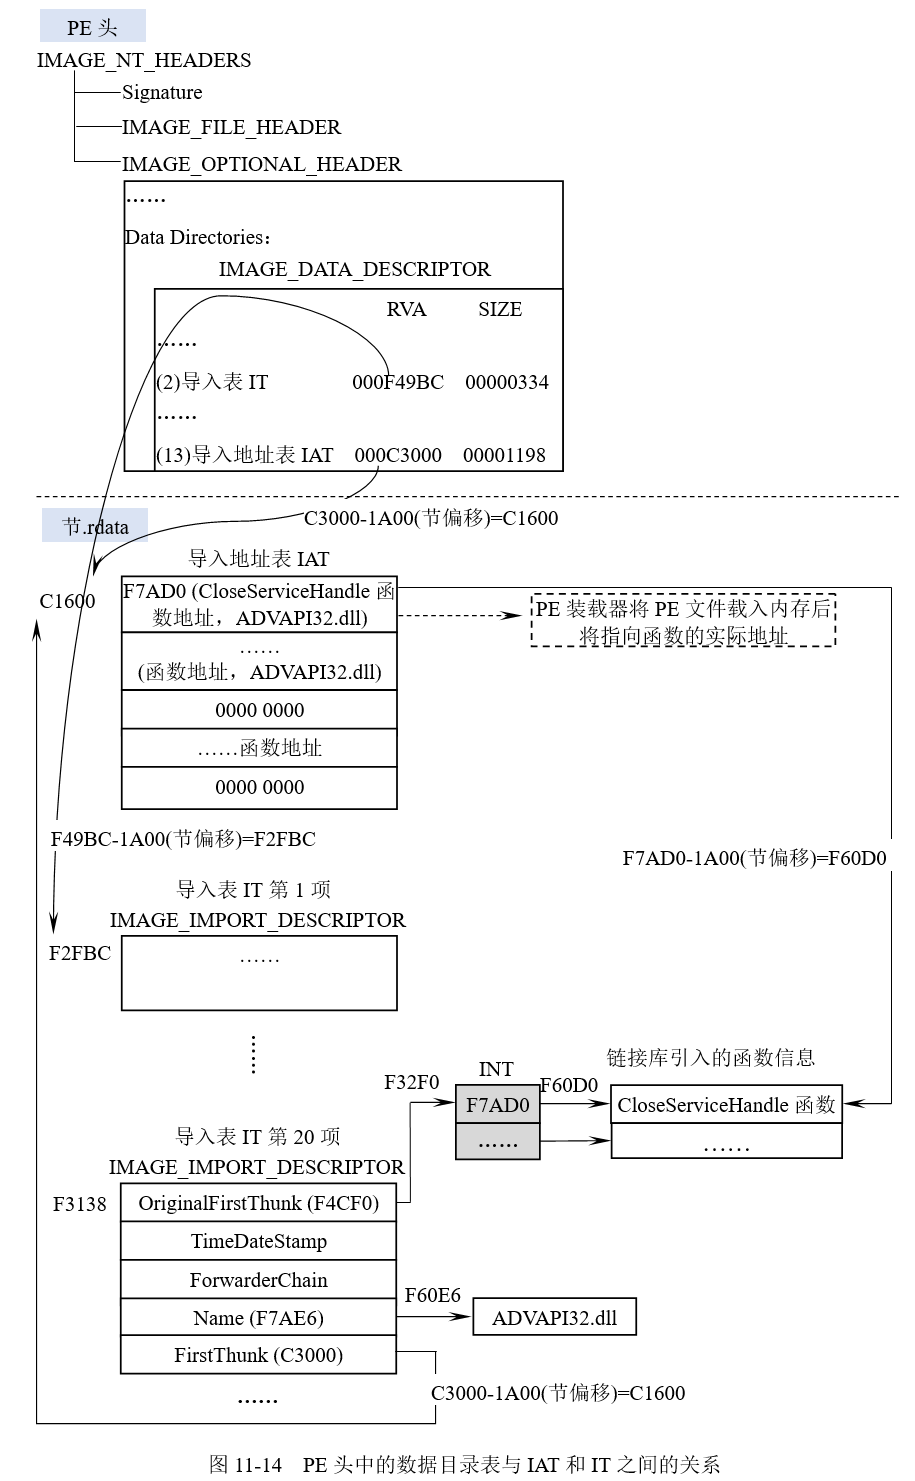 PE 头
IMAGE_NT_HEADERS
Signature
IMAGE_FILE_HEADER
IMAGE_OPTIONAL_HEADER
……
Data Directories：
IMAGE_DATA_DESCRIPTOR
RVA SIZE
……
(2)导入表 IT 000F49BC 00000334
……
(13)导入地址表 IAT 000C3000 00001198
C3000-1A00(节偏移)=C1600
节.rdata
导入地址表 IAT
C1600
F7AD0 (CloseServiceHandle 函
数地址，ADVAPI32.dll)
PE 装载器将 PE 文件载入内存后
将指向函数的实际地址
……
(函数地址，ADVAPI32.dll)
0000 0000
……函数地址
0000 0000
F49BC-1A00(节偏移)=F2FBC
F7AD0-1A00(节偏移)=F60D0
导入表 IT 第 1 项
IMAGE_IMPORT_DESCRIPTOR
F2FBC
……
……
链接库引入的函数信息
INT
F32F0
F60D0
F7AD0
CloseServiceHandle 函数
……
……
导入表 IT 第 20 项
IMAGE_IMPORT_DESCRIPTOR
F3138
OriginalFirstThunk (F4CF0)
TimeDateStamp
ForwarderChain
F60E6
Name (F7AE6)
ADVAPI32.dll
FirstThunk (C3000)
C3000-1A00(节偏移)=C1600
……
图 11-14 PE 头中的数据目录表与 IAT 和 IT 之间的关系